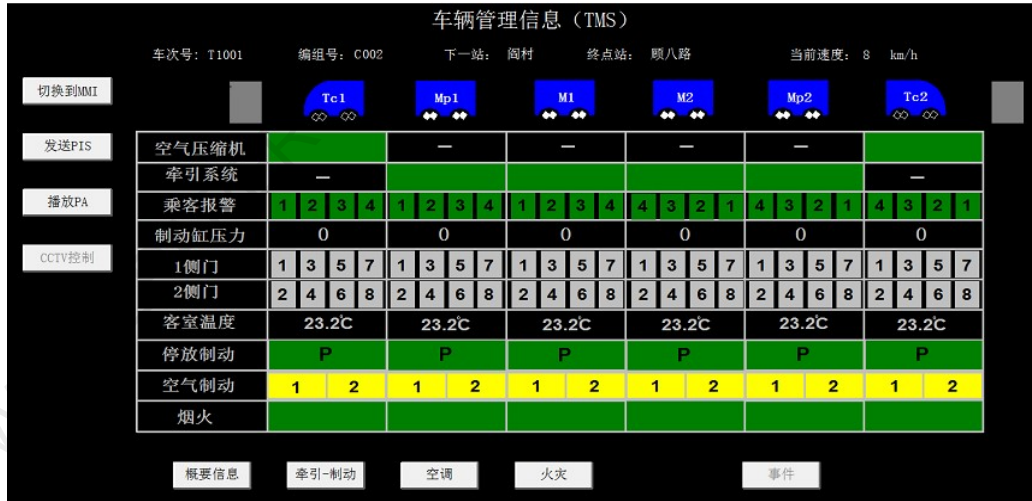 车辆管理信息（TMS）
车次号：T1001 编组号：C002 下一站： 阎村 终点站： 顾八路 当前速度： 8 km/h
切换到MMI
Tc1 Mp1 M1 M2 Mp2 Tc2
发送PIS
空气压缩机 — — — —
牵引系统 — —
播放PA
乘客报警 1 2 3 4 1 2 3 4 1 2 3 4 4 3 2 1 4 3 2 1 4 3 2 1
制动缸压力 0 0 0 0 0 0
CCTV控制
1侧门 1 3 5 7 1 3 5 7 1 3 5 7 1 3 5 7 1 3 5 7 1 3 5 7
2侧门 2 4 6 8 2 4 6 8 2 4 6 8 2 4 6 8 2 4 6 8 2 4 6 8
客室温度 23.2℃ 23.2℃ 23.2℃ 23.2℃ 23.2℃ 23.2℃
停放制动 P P P P P P
空气制动 1 2 1 2 1 2 1 2 1 2 1 2
烟火
概要信息 牵引-制动 空调 火灾 事件